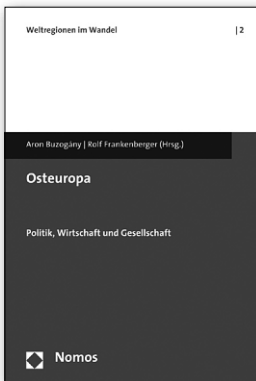 Weltregionen im Wandel | 2
Aron Buzogány | Rolf Frankenberger (Hrsg.)
Osteuropa
Politik, Wirtschaft und Gesellschaft
Nomos